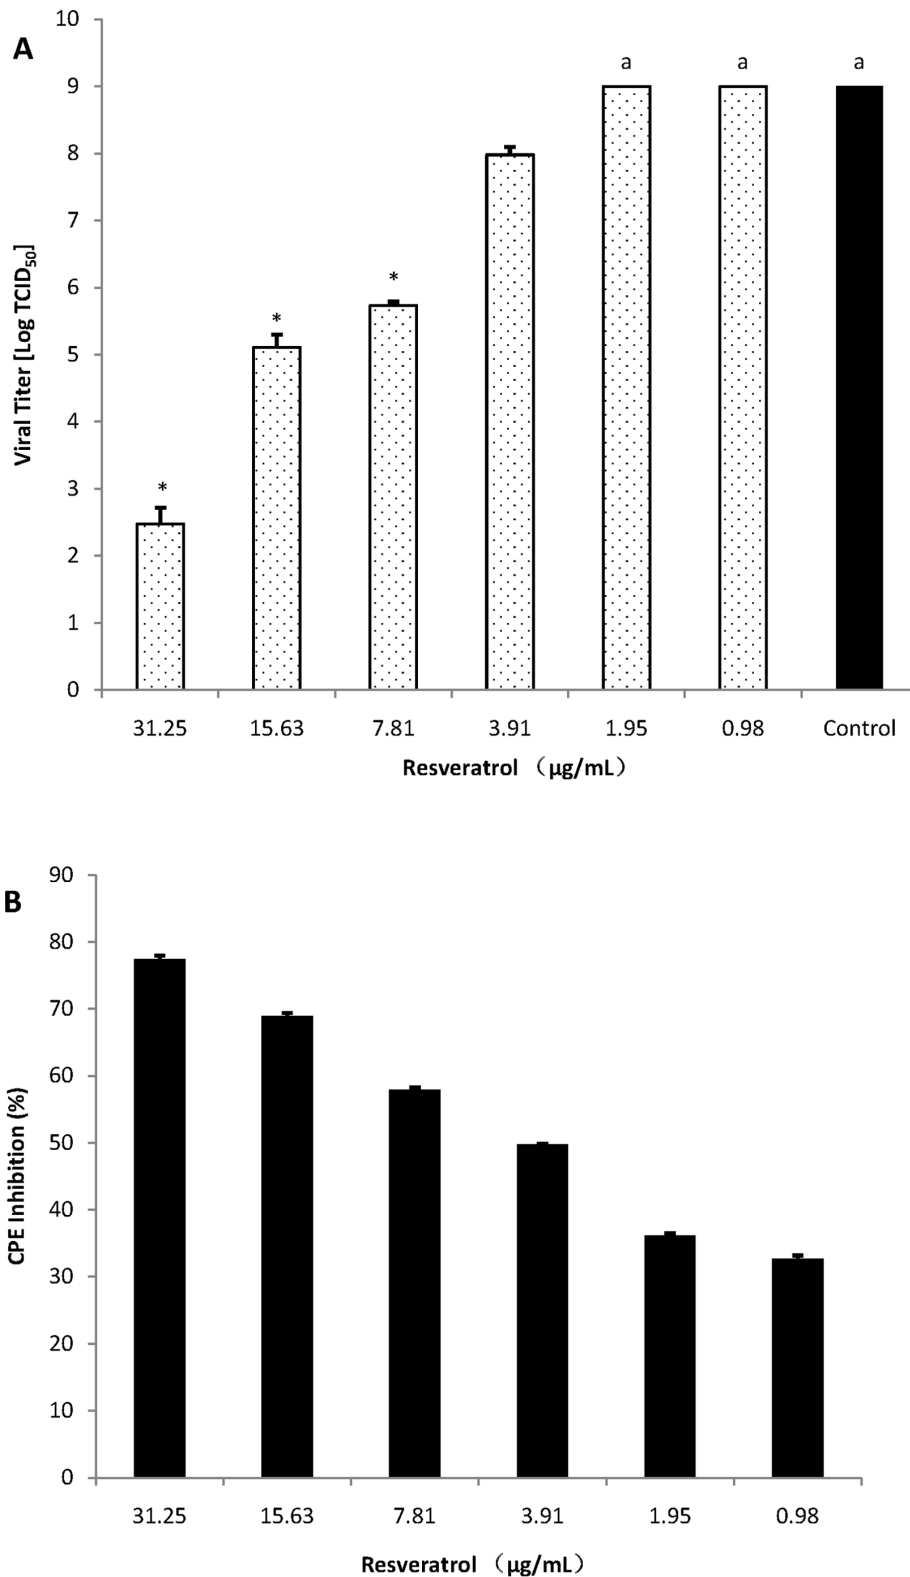 A
10
9
8
7
6
5
4
3
2
1
0
Viral Titer [Log TCID50]
* * * a a a
31.25 15.63 7.81 3.91 1.95 0.98 Control
Resveratrol （μg/mL）
B
90
80
70
60
50
40
30
20
10
0
CPE Inhibition (%)
31.25 15.63 7.81 3.91 1.95 0.98
Resveratrol （μg/mL）